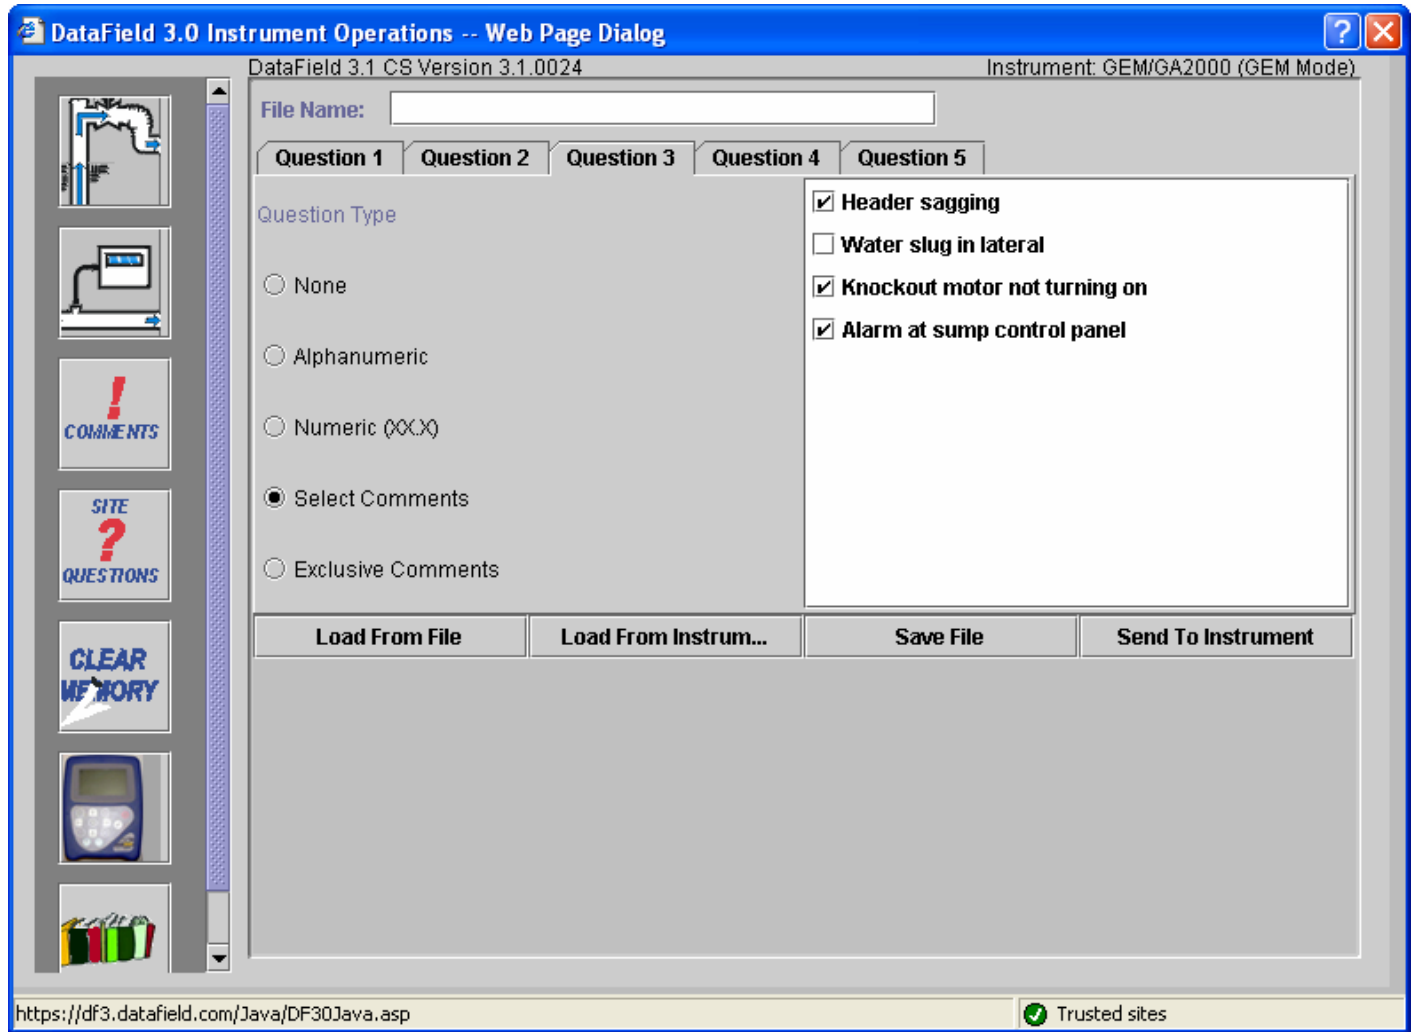 DataField 3.0 Instrument Operations -- Web Page Dialog
DataField 3.1 CS Version 3.1.0024 Instrument: GEM/GA2000 (GEM Mode)
File Name:
Question 1 Question 2 Question 3 Question 4 Question 5
Question Type
None
Alphanumeric
Numeric (XX.X)
Select Comments
Exclusive Comments
Header sagging
Water slug in lateral
Knockout motor not turning on
Alarm at sump control panel
Load From File Load From Instrum... Save File Send To Instrument
!
COMMENTS
SITE
?
QUESTIONS
CLEAR
MEMORY
https://df3.datafield.com/Java/DF30Java.asp Trusted sites